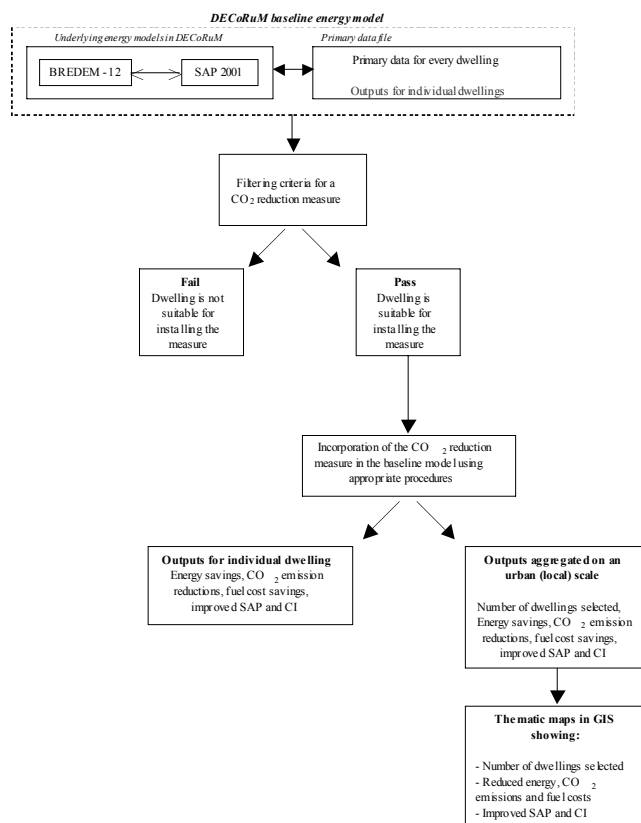 DECoRuM baseline energy model
Underlying energy models in DECoRuM
BREDEM - 12
SAP 2001
Primary data file
Primary data for every dwelling
Outputs for individual dwellings
Filtering criteria for a
CO2 reduction measure
Fail
Dwelling is not
suitable for
installing the
measure
Pass
Dwelling is
suitable for
installing the
measure
Incorporation of the CO2 reduction
measure in the baseline model using
appropriate procedures
Outputs for individual dwelling
Energy savings, CO2 emission
reductions, fuel cost savings,
improved SAP and CI
Outputs aggregated on an
urban (local) scale
Number of dwellings selected,
Energy savings, CO2 emission
reductions, fuel cost savings,
improved SAP and CI
Thematic maps in GIS
showing:
- Number of dwellings selected
- Reduced energy, CO2
emissions and fuel costs
- Improved SAP and CI